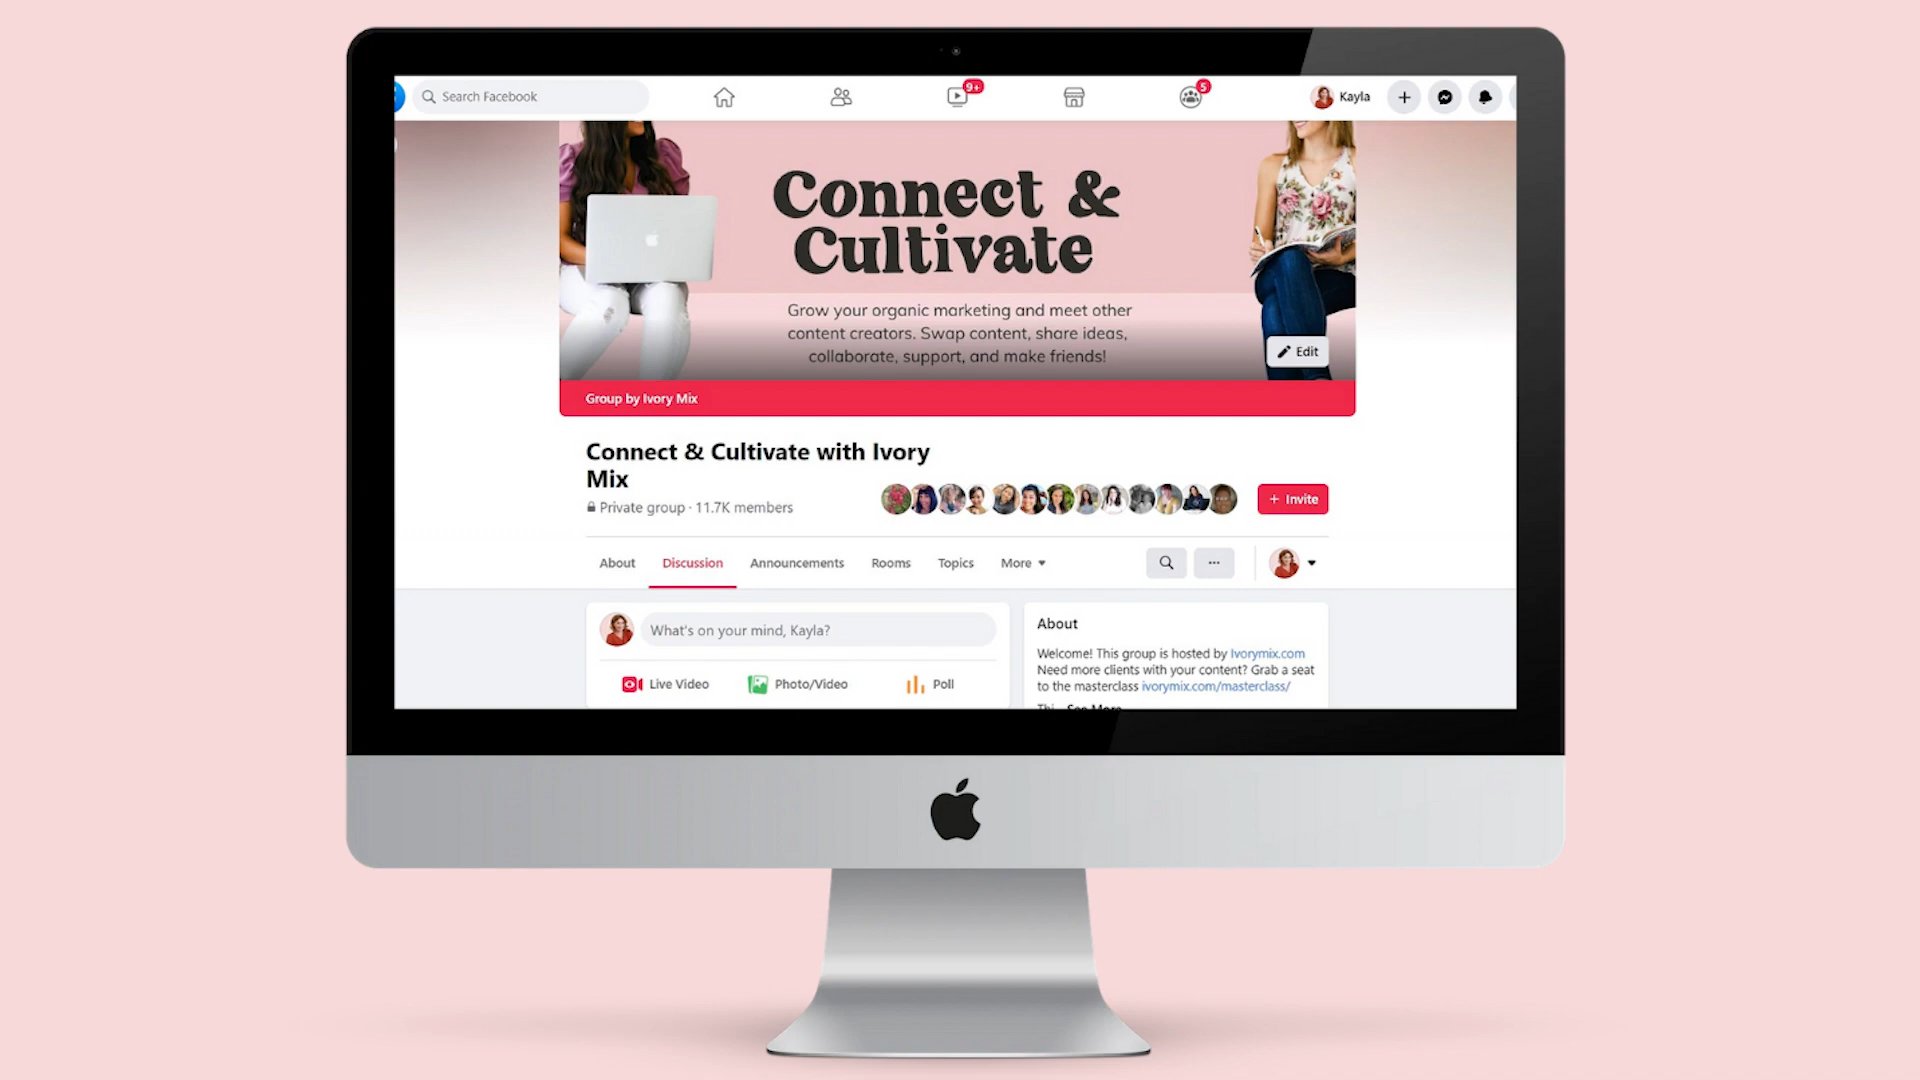 Search Facebook
9+
5
Kayla
Connect &
Cultivate
Grow your organic marketing and meet other
content creators. Swap content, share ideas,
collaborate, support, and make friends!
Edit
Group by Ivory Mix
Connect & Cultivate with Ivory
Mix
Private group · 11.7K members
+ Invite
About
Discussion
Announcements
Rooms
Topics
More
What's on your mind, Kayla?
Live Video
Photo/Video
Poll
About
Welcome! This group is hosted by Ivorymix.com
Need more clients with your content? Grab a seat
to the masterclass ivorymix.com/masterclass/
See More